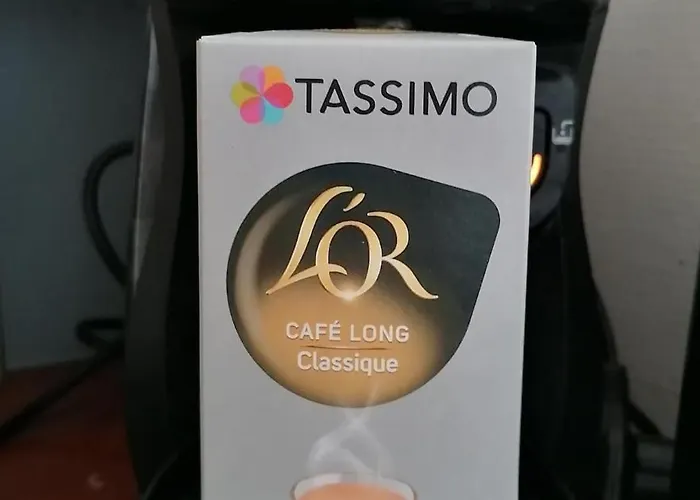 TASSIMO
L'OR
CAFÉ LONG
Classique